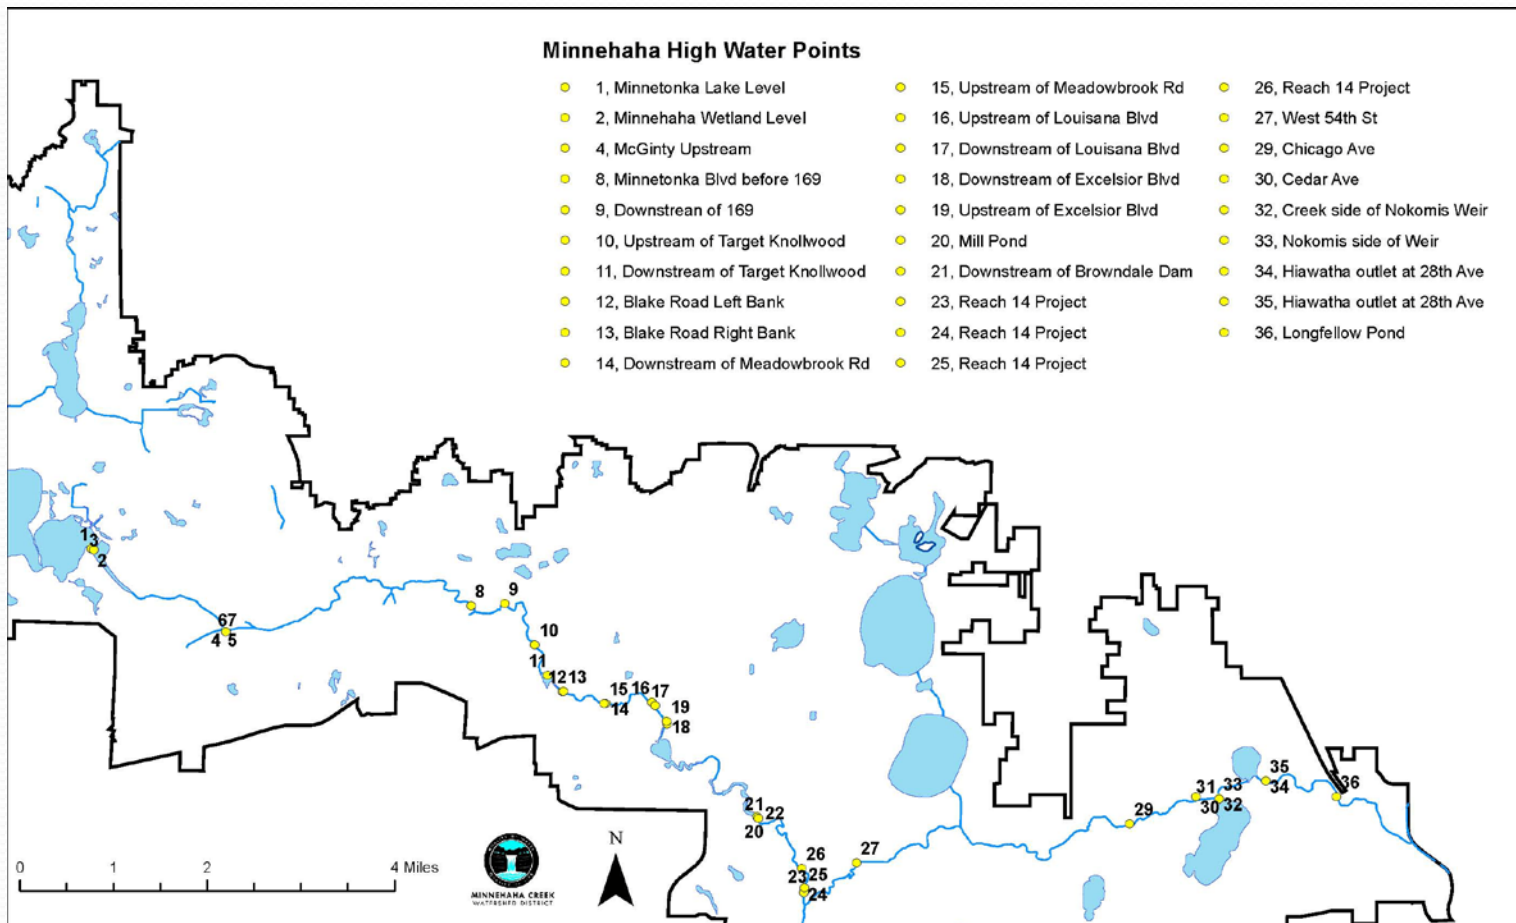 Minnehaha High Water Points
1, Minnetonka Lake Level
2, Minnehaha Wetland Level
4, McGinty Upstream
8, Minnetonka Blvd before 169
9, Downstrean of 169
10, Upstream of Target Knollwood
11, Downstream of Target Knollwood
12, Blake Road Left Bank
13, Blake Road Right Bank
14, Downstream of Meadowbrook Rd
15, Upstream of Meadowbrook Rd
16, Upstream of Louisana Blvd
17, Downstream of Louisana Blvd
18, Downstream of Excelsior Blvd
19, Upstream of Excelsior Blvd
20, Mill Pond
21, Downstream of Browndale Dam
23, Reach 14 Project
24, Reach 14 Project
25, Reach 14 Project
26, Reach 14 Project
27, West 54th St
29, Chicago Ave
30, Cedar Ave
32, Creek side of Nokomis Weir
33, Nokomis side of Weir
34, Hiawatha outlet at 28th Ave
35, Hiawatha outlet at 28th Ave
36, Longfellow Pond
1
3
2
67
4 5
8
9
10
11
12 13
15
14
16 17
19
18
21
22
20
26
23 25
24
27
29
31
30
33
32
35
34
36
0 1 2 4 Miles
MINNEHAHA CREEK
WATERSHED DISTRICT
N